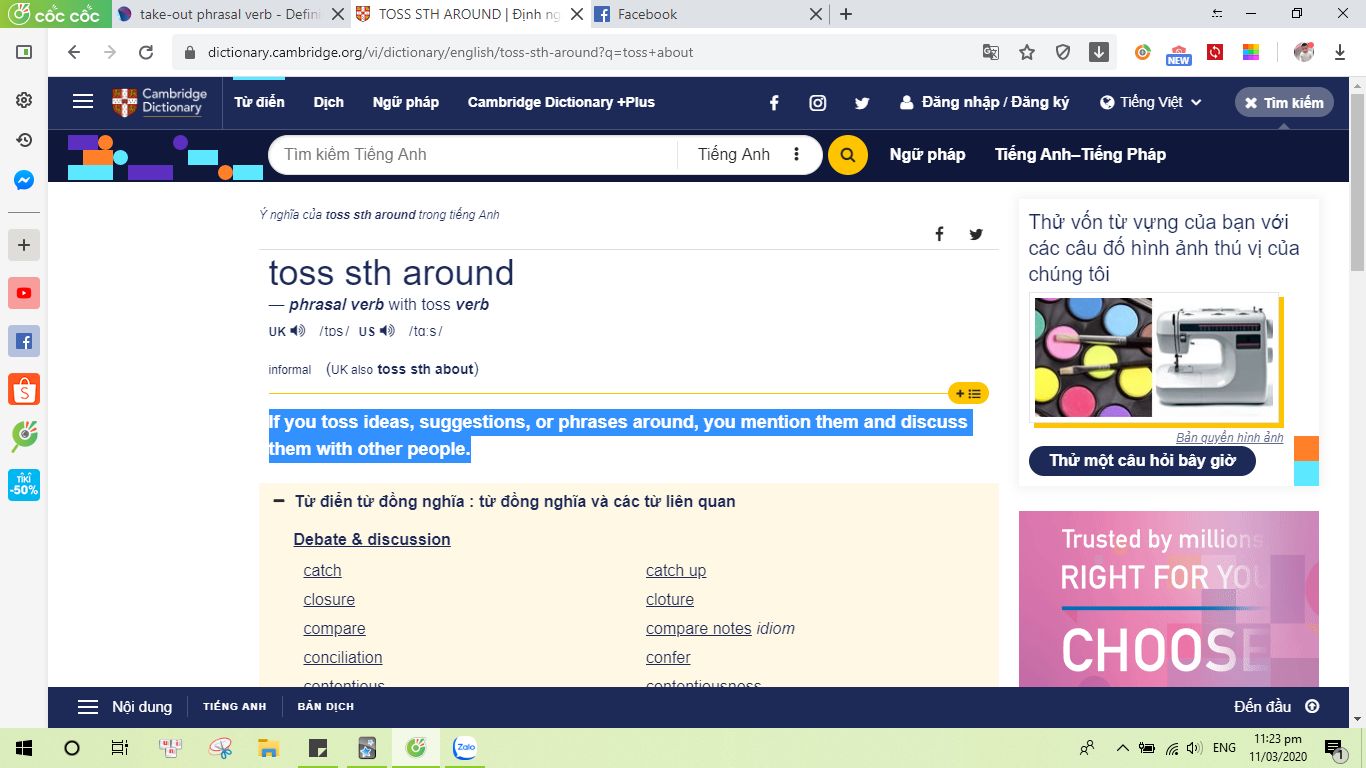 cốc cốc
take-out phrasal verb - Defini
TOSS STH AROUND | Định ng
Facebook
dictionary.cambridge.org/vi/dictionary/english/toss-sth-around?q=toss+about
NEW
Cambridge
Dictionary
Từ điển
Dịch
Ngữ pháp
Cambridge Dictionary +Plus
Đăng nhập / Đăng ký
Tiếng Việt
Tìm kiếm
Tìm kiếm Tiếng Anh
Tiếng Anh
Ngữ pháp
Tiếng Anh–Tiếng Pháp
Ý nghĩa của toss sth around trong tiếng Anh
toss sth around
— phrasal verb with toss verb
UK /tɒs/ US /tɑːs/
informal (UK also toss sth about)
If you toss ideas, suggestions, or phrases around, you mention them and discuss
them with other people.
Từ điển từ đồng nghĩa : từ đồng nghĩa và các từ liên quan
Debate & discussion
catch
catch up
closure
cloture
compare
compare notes idiom
conciliation
confer
contentious
contentiousness
Thử vốn từ vựng của bạn với
các câu đố hình ảnh thú vị của
chúng tôi
Bản quyền hình ảnh
Thử một câu hỏi bây giờ
Trusted by millions
RIGHT FOR YOU
CHOOSE
TIKI
-50%
Nội dung
TIẾNG ANH
BẢN DỊCH
Đến đầu
Zalo
ENG
11:23 pm
11/03/2020
1